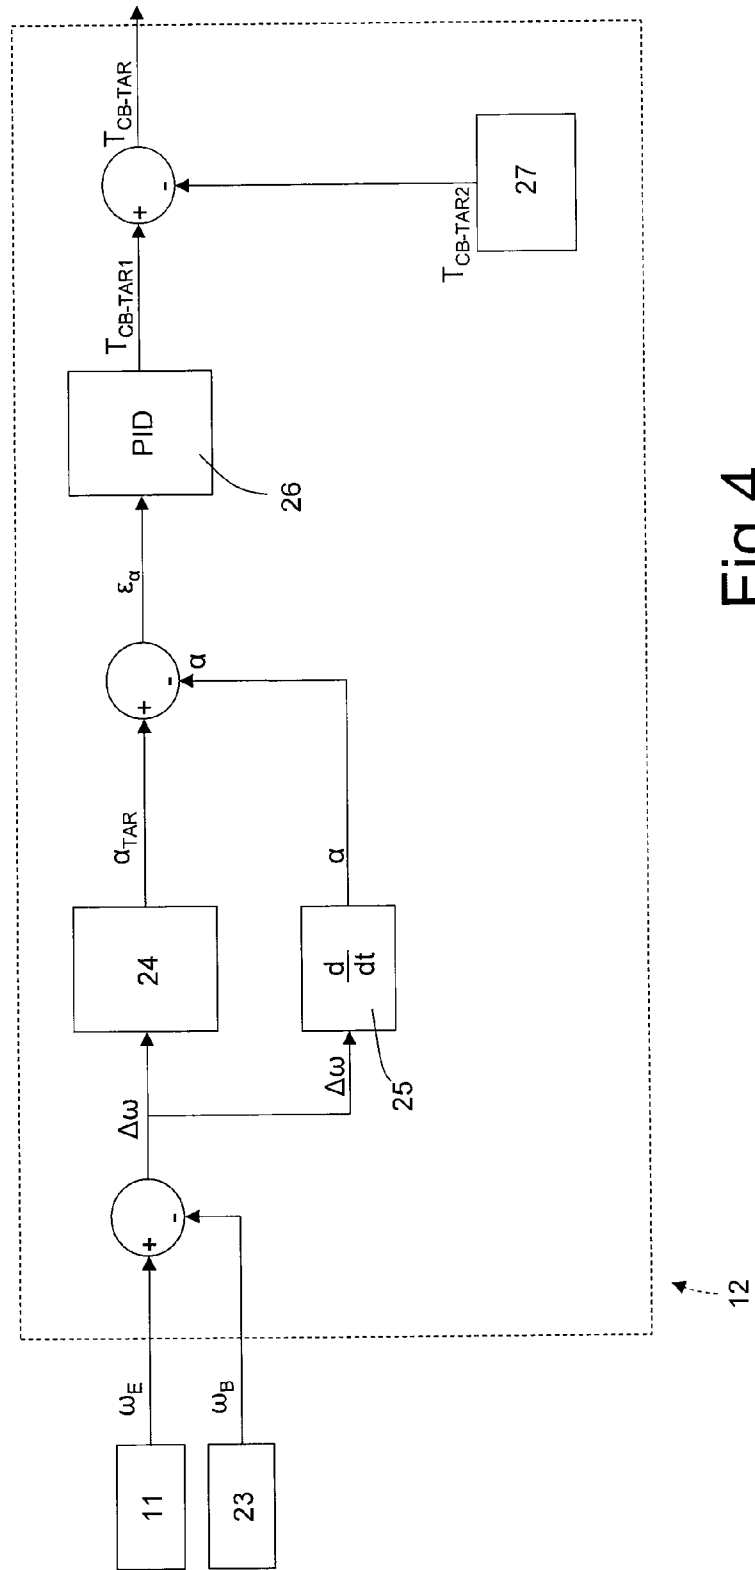 11
ω_E
23
ω_B
+
-
Δω
Δω
24
d/dt
25
α_TAR
α
+
-
α
ε_α
PID
26
T_CB-TAR1
+
-
T_CB-TAR
T_CB-TAR2
27
12
Fig.4